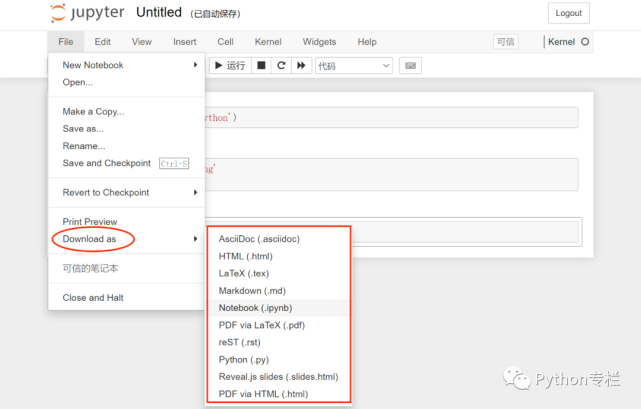 jupyter Untitled (已自动保存) Logout
File Edit View Insert Cell Kernel Widgets Help 可信 Kernel
运行 代码
New Notebook
Open...
Make a Copy...
ython')
Save as...
Rename...
Save and Checkpoint Ctrl-S
ng'
Revert to Checkpoint
Print Preview
Download as
可信的笔记本
Close and Halt
AsciiDoc (.asciidoc)
HTML (.html)
LaTeX (.tex)
Markdown (.md)
Notebook (.ipynb)
PDF via LaTeX (.pdf)
reST (.rst)
Python (.py)
Reveal.js slides (.slides.html)
PDF via HTML (.html)
Python专栏